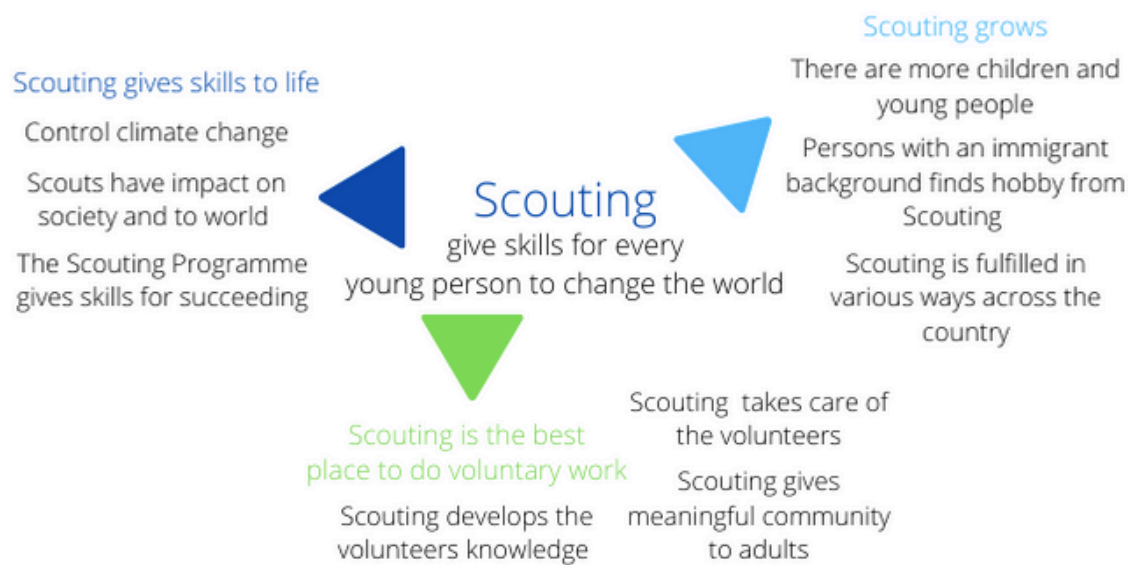 Scouting grows
There are more children and
young people
Persons with an immigrant
background finds hobby from
Scouting
Scouting is fulfilled in
various ways across the
country
Scouting gives skills to life
Control climate change
Scouts have impact on
society and to world
The Scouting Programme
gives skills for succeeding
Scouting
give skills for every
young person to change the world
Scouting is the best
place to do voluntary work
Scouting develops the
volunteers knowledge
Scouting takes care of
the volunteers
Scouting gives
meaningful community
to adults